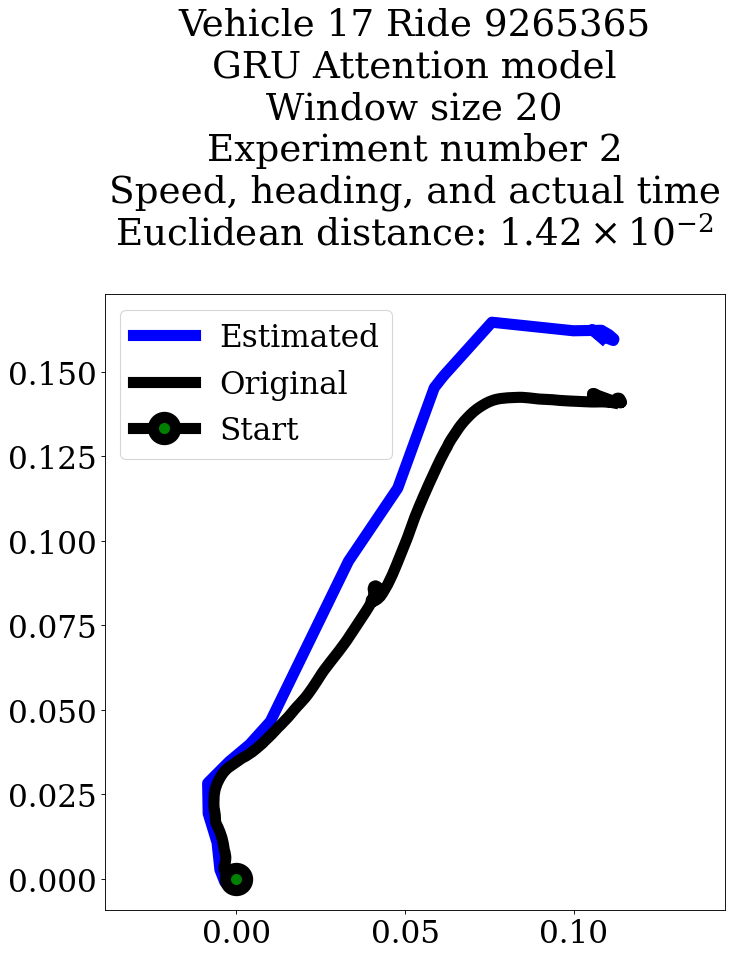 Vehicle 17 Ride 9265365
GRU Attention model
Window size 20
Experiment number 2
Speed, heading, and actual time
Euclidean distance: 1.42 × 10⁻²
Estimated
Original
Start
0.150
0.125
0.100
0.075
0.050
0.025
0.000
0.00 0.05 0.10